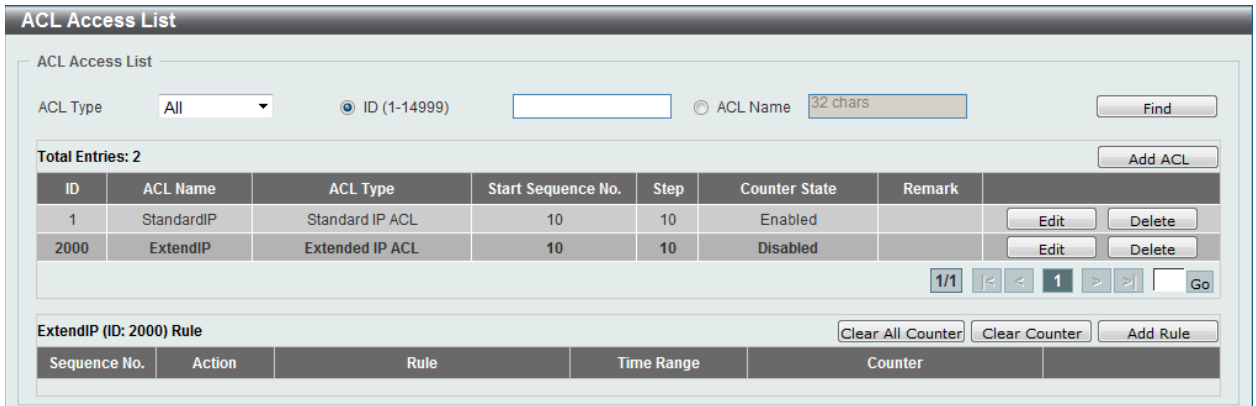 ACL Access List
ACL Access List
ACL Type All ID (1-14999) ACL Name 32 chars Find
Total Entries: 2 Add ACL
ID ACL Name ACL Type Start Sequence No. Step Counter State Remark
1 StandardIP Standard IP ACL 10 10 Enabled Edit Delete
2000 ExtendIP Extended IP ACL 10 10 Disabled Edit Delete
1/1 |< < 1 > >| Go
ExtendIP (ID: 2000) Rule Clear All Counter Clear Counter Add Rule
Sequence No. Action Rule Time Range Counter